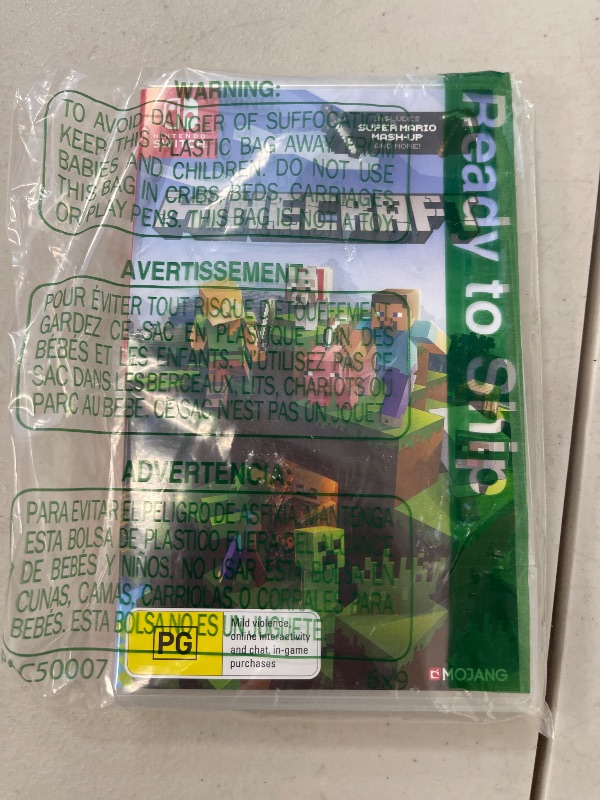 WARNING:
TO AVOID DANGER OF SUFFOCATION
KEEP THIS PLASTIC BAG AWAY FROM
BABIES AND CHILDREN. DO NOT USE
THIS BAG IN CRIBS, BEDS, CARRIAGES
OR PLAY PENS. THIS BAG IS NOT A TOY
NINTENDO
SWITCH
INCLUDES
SUPER MARIO
MASH-UP
AND MORE!
MINECRAFT
AVERTISSEMENT:
POUR ÉVITER TOUT RISQUE D'ÉTOUFFEMENT
GARDEZ CE SAC EN PLASTIQUE LOIN DES
BÉBÉS ET LES ENFANTS. N'UTILISEZ PAS CE
SAC DANS LES BERCEAUX, LITS, CHARIOTS OU
PARC AU BEBE. CE SAC N'EST PAS UN JOUET
ADVERTENCIA:
PARA EVITAR EL PELIGRO DE ASFIXIA, MANTENGA
ESTA BOLSA DE PLASTICO FUERA DEL ALCANCE
DE BEBÉS Y NIÑOS. NO USAR ESTA BOLSA EN
CUNAS, CAMAS, CARRIOLAS O CORRALES PARA
BEBÉS. ESTA BOLSA NO ES UN JUGUETE.
C50007
6x9
Ready to Ship
PG
Mild violence,
online interactivity
and chat, in-game
purchases
MOJANG